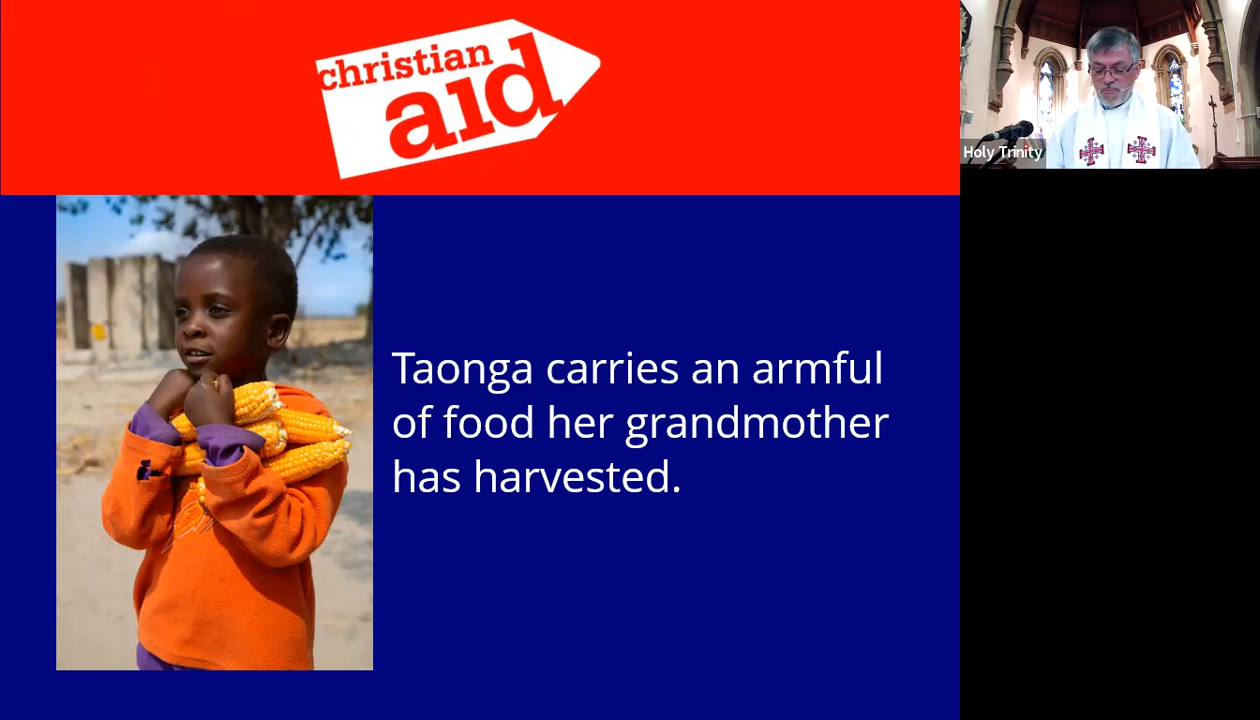 christian
aid
Holy Trinity
Taonga carries an armful
of food her grandmother
has harvested.